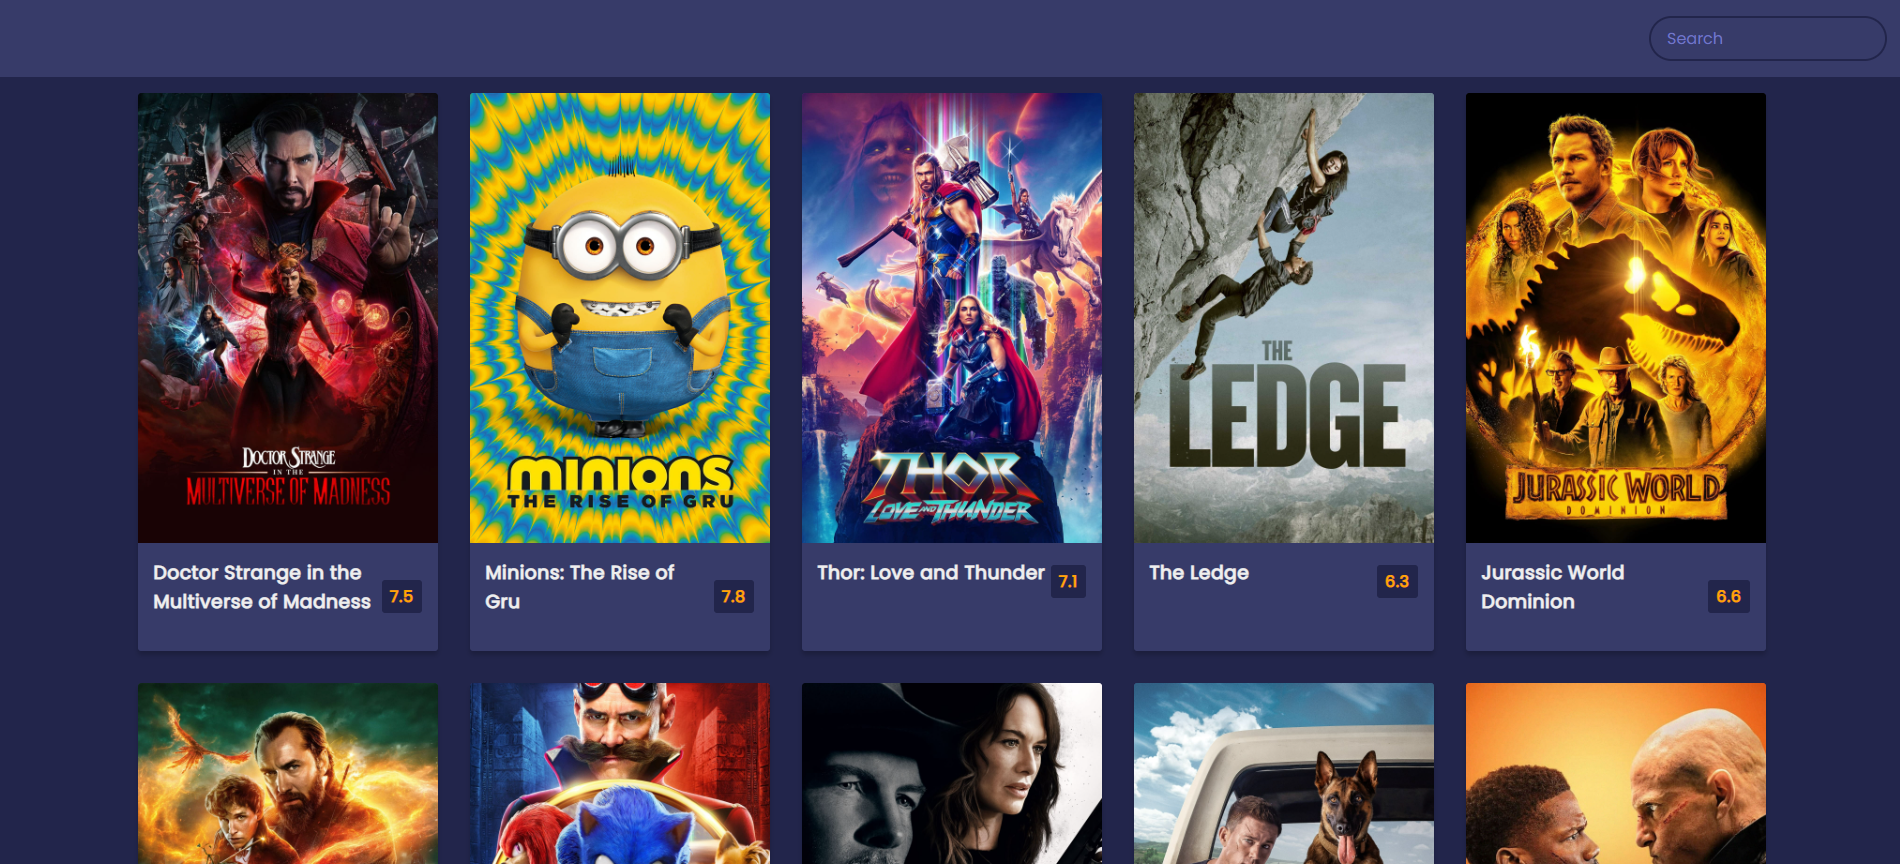 Search
DOCTOR STRANGE
IN THE
MULTIVERSE OF MADNESS
minions
THE RISE OF GRU
THOR
LOVE AND THUNDER
THE
LEDGE
JURASSIC WORLD
DOMINION
Doctor Strange in the
Multiverse of Madness
7.5
Minions: The Rise of
Gru
7.8
Thor: Love and Thunder
7.1
The Ledge
6.3
Jurassic World
Dominion
6.6